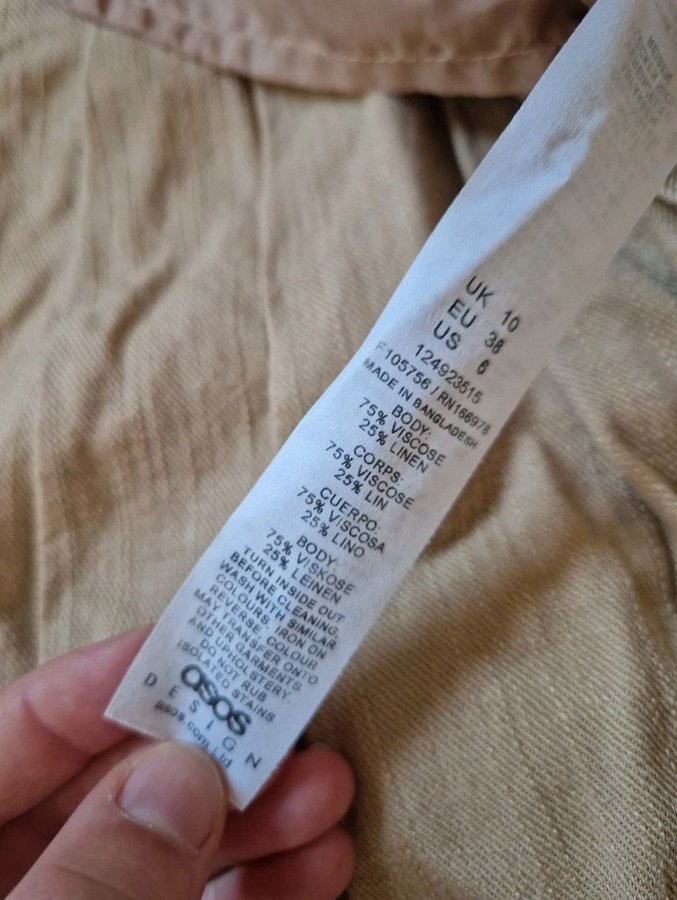 UK 10
EU 38
US 6
124923515
F105756 / RN166978
MADE IN BANGLADESH
BODY:
75% VISCOSE
25% LINEN
CORPS:
75% VISCOSE
25% LIN
CUERPO:
75% VISCOSA
25% LINO
BODY:
75% VISKOSE
25% LEINEN
TURN INSIDE OUT
BEFORE CLEANING,
WASH WITH SIMILAR
COLOURS. IRON ON
REVERSE. COLOUR
MAY TRANSFER ONTO
OTHER GARMENTS
AND UPHOLSTERY.
DO NOT RUB
ISOLATED STAINS
asos
DESIGN
asos.com Ltd